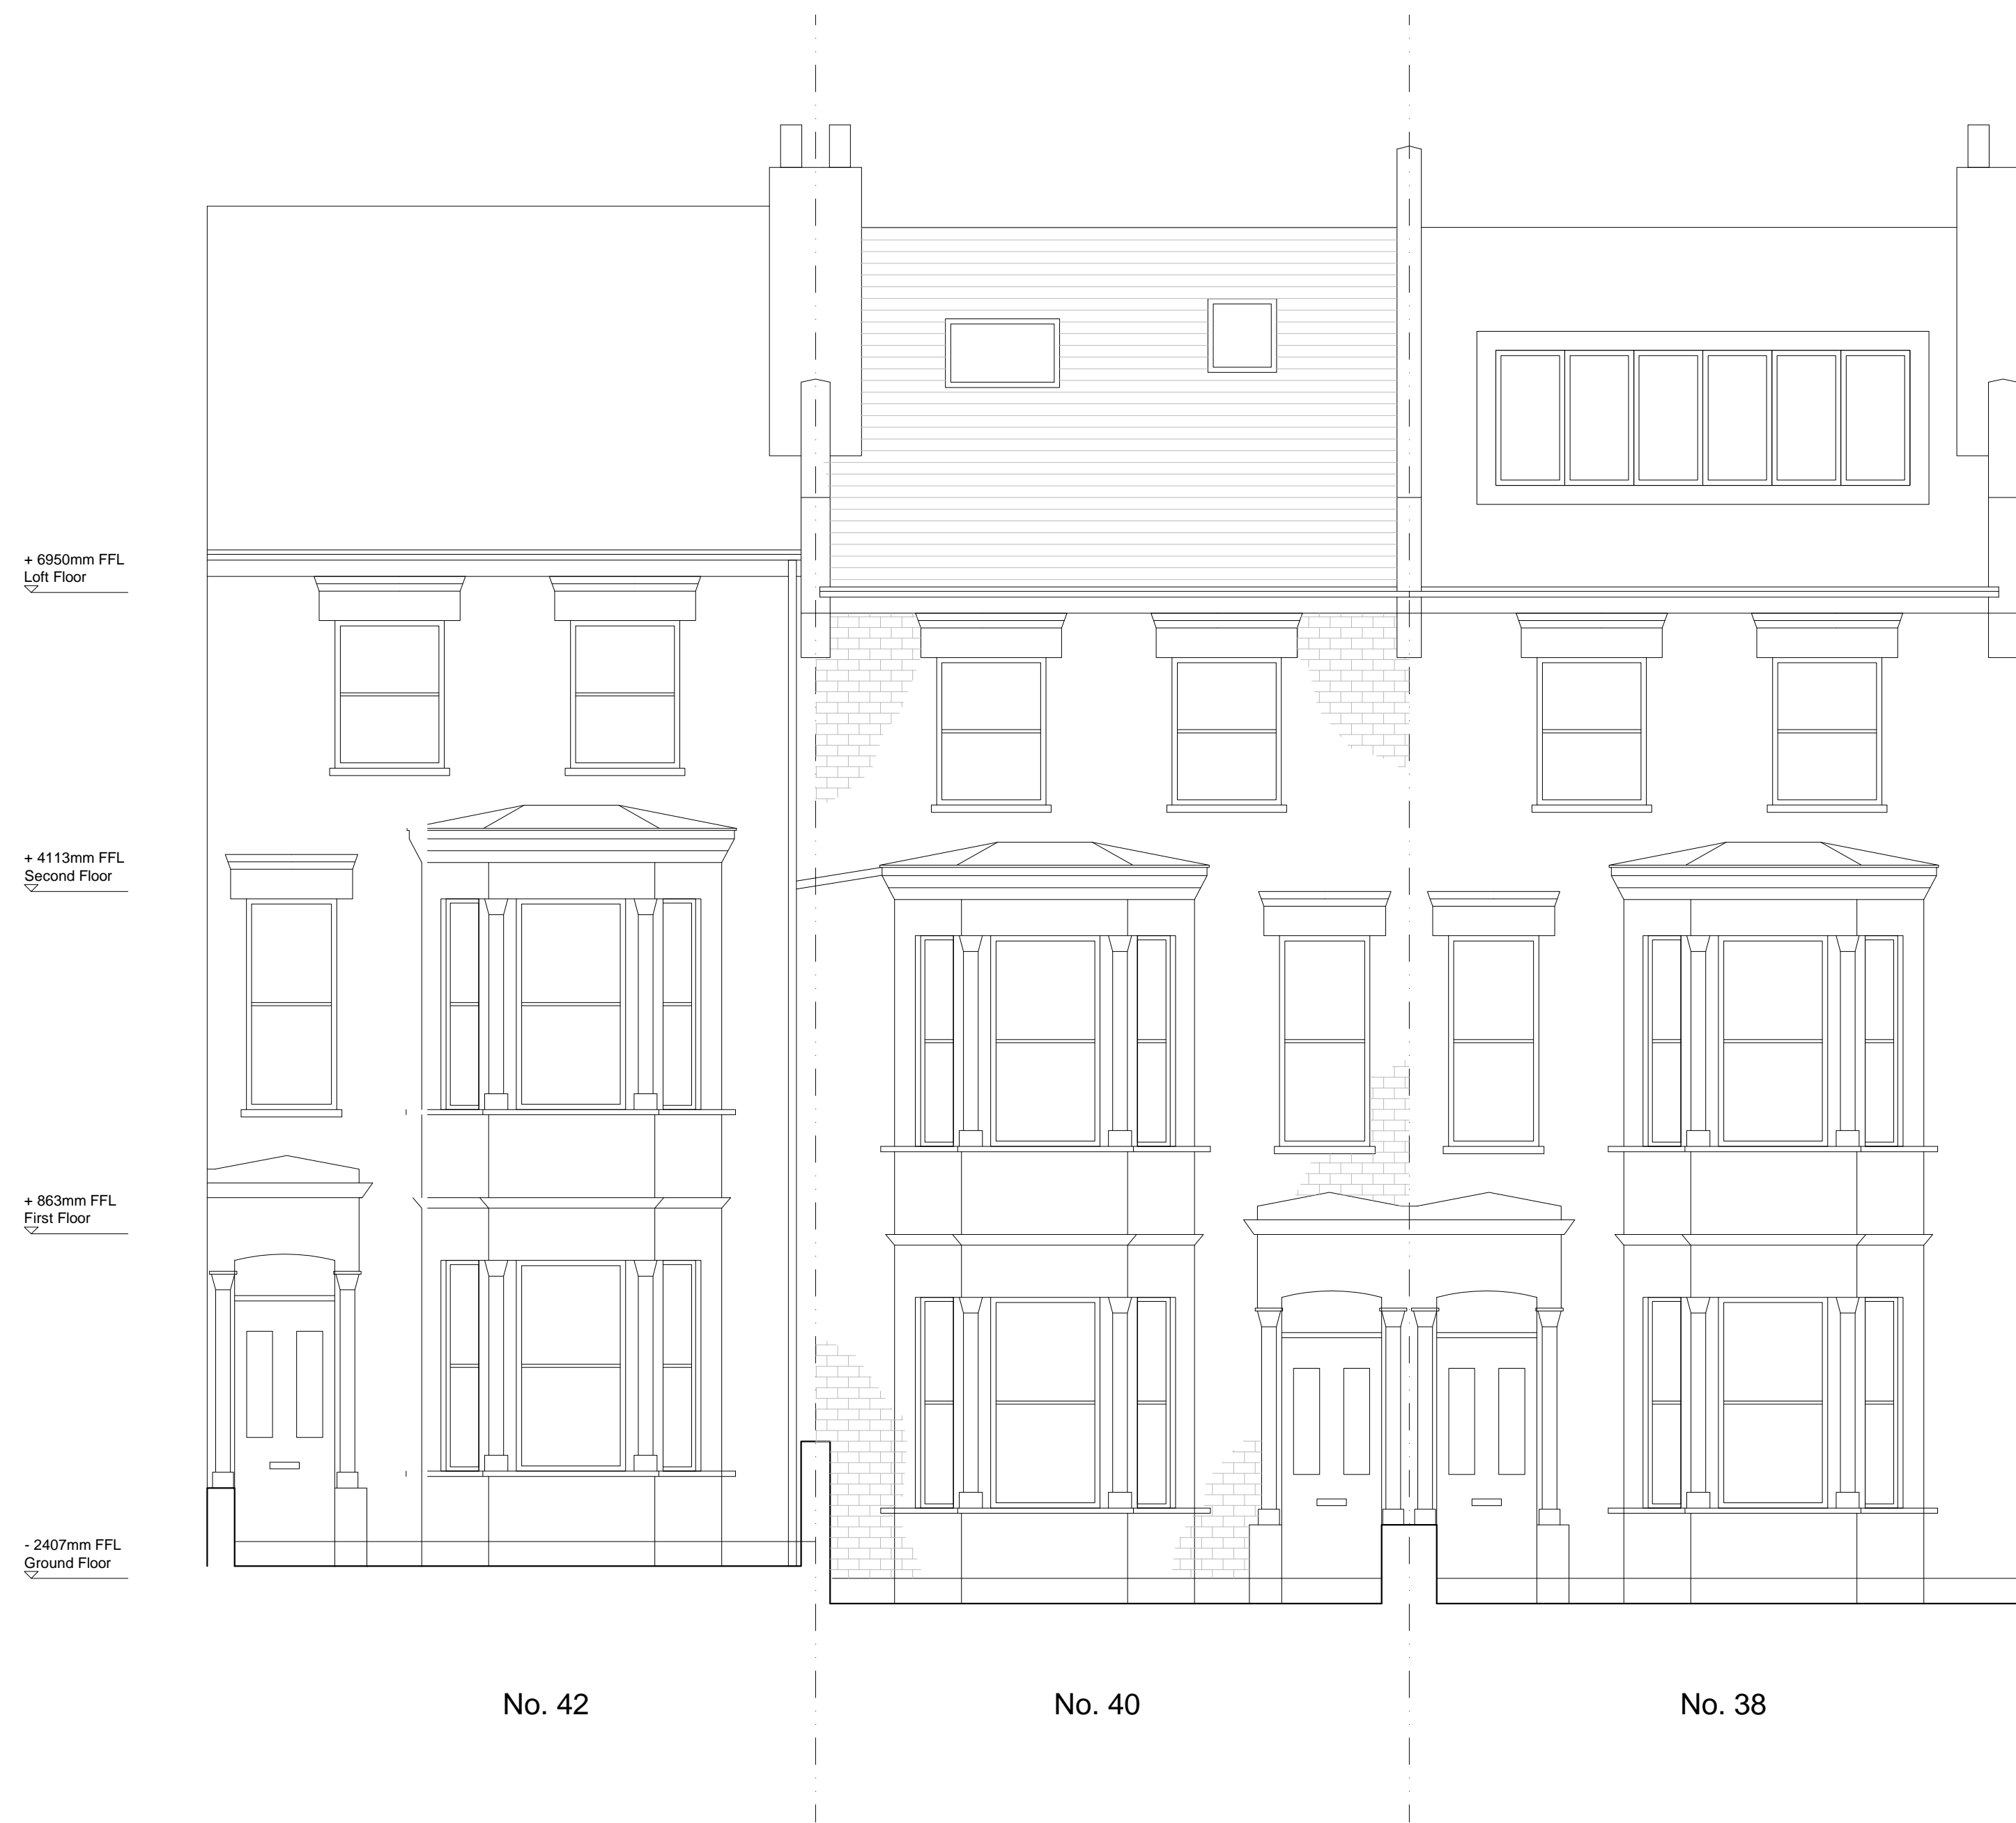 + 6950mm FFL
Loft Floor
+ 4113mm FFL
Second Floor
+ 863mm FFL
First Floor
- 2407mm FFL
Ground Floor
No. 42
No. 40
No. 38